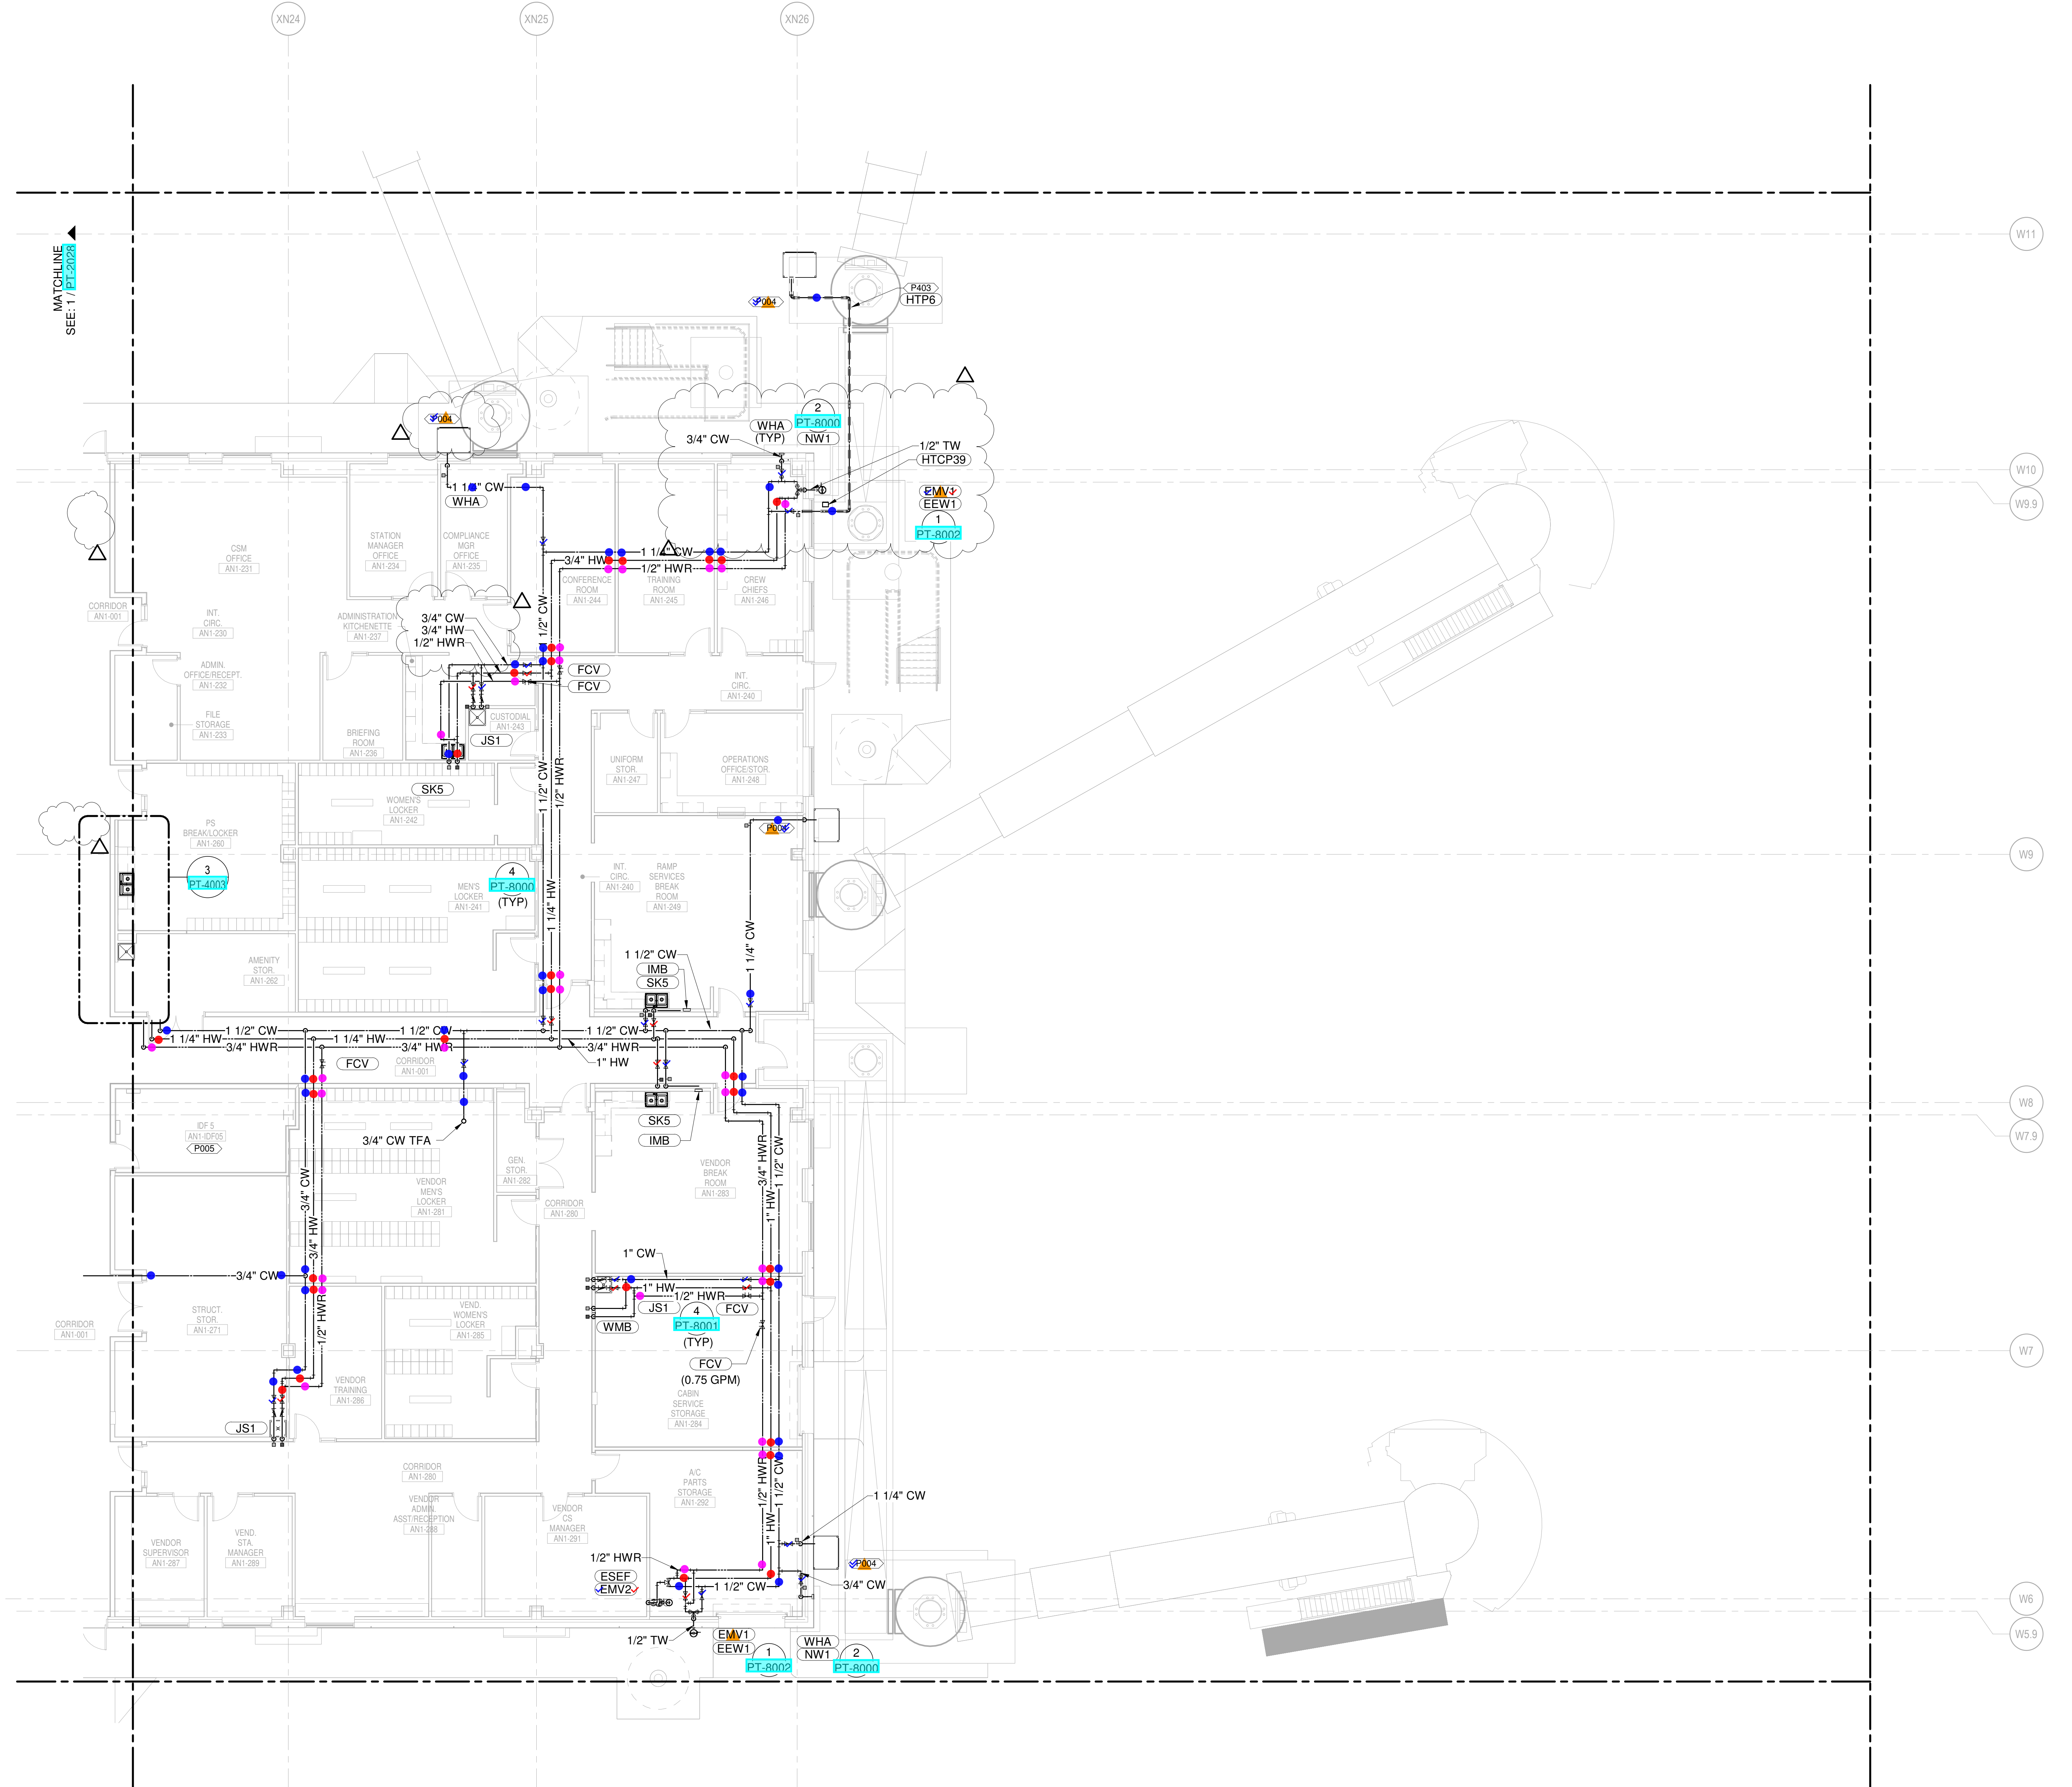 XN24
XN25
XN26
W11
MATCHLINE
SEE: 1 / PT-2028
P004
P403
HTP6
P004
2
PT-8000
WHA
(TYP)
NW1
3/4" CW
1/2" TW
HTCP39
W10
W9.9
1 1/4" CW
WHA
EMV1
EEW1
1
PT-8002
CSM
OFFICE
AN1-231
STATION
MANAGER
OFFICE
AN1-234
COMPLIANCE
MGR
OFFICE
AN1-235
1 1/4" CW
3/4" HW
1/2" HWR
CONFERENCE
ROOM
AN1-244
TRAINING
ROOM
AN1-245
CREW
CHIEFS
AN1-246
CORRIDOR
AN1-001
INT.
CIRC.
AN1-230
ADMINISTRATION
KITCHENETTE
AN1-237
3/4" CW
3/4" HW
1/2" HWR
1 1/2" CW
ADMIN.
OFFICE/RECEPT.
AN1-232
FCV
FCV
INT.
CIRC.
AN1-240
FILE
STORAGE
AN1-233
BRIEFING
ROOM
AN1-236
CUSTODIAL
AN1-243
JS1
SK5
1 1/2" CW
1/2" HWR
UNIFORM
STOR.
AN1-247
OPERATIONS
OFFICE/STOR.
AN1-248
WOMEN'S
LOCKER
AN1-242
PS
BREAK/LOCKER
AN1-260
P004
W9
3
PT-4003
MEN'S
LOCKER
AN1-241
4
PT-8000
(TYP)
INT.
CIRC.
AN1-240
RAMP
SERVICES
BREAK
ROOM
AN1-249
1 1/4" HW
1 1/4" CW
1 1/2" CW
IMB
SK5
AMENITY
STOR.
AN1-262
1 1/2" CW
1 1/2" CW
1 1/2" CW
1 1/4" HW
1 1/4" HW
3/4" HWR
3/4" HWR
3/4" HWR
1" HW
FCV
CORRIDOR
AN1-001
W8
W7.9
IDF 5
AN1-IDF05
P005
3/4" CW TFA
SK5
IMB
GEN.
STOR.
AN1-282
VENDOR
BREAK
ROOM
AN1-283
3/4" HWR
1 1/2" CW
1" HW
3/4" CW
3/4" HW
VENDOR
MEN'S
LOCKER
AN1-281
CORRIDOR
AN1-280
1" CW
3/4" CW
1" HW
1/2" HWR
JS1
FCV
WMB
4
PT-8001
(TYP)
STRUCT.
STOR.
AN1-271
CORRIDOR
AN1-001
1/2" HWR
VEND.
WOMEN'S
LOCKER
AN1-285
W7
FCV
(0.75 GPM)
VENDOR
TRAINING
AN1-286
CABIN
SERVICE
STORAGE
AN1-284
JS1
CORRIDOR
AN1-280
A/C
PARTS
STORAGE
AN1-292
1/2" HWR
1 1/2" CW
1" HW
1 1/4" CW
VENDOR
ADMIN.
ASST/RECEPTION
AN1-288
VENDOR
CS
MANAGER
AN1-291
VENDOR
SUPERVISOR
AN1-287
VEND.
STA.
MANAGER
AN1-289
1/2" HWR
ESEF
EMV2
1 1/2" CW
P004
3/4" CW
W6
W5.9
1/2" TW
EMV1
EEW1
1
PT-8002
WHA
NW1
2
PT-8000